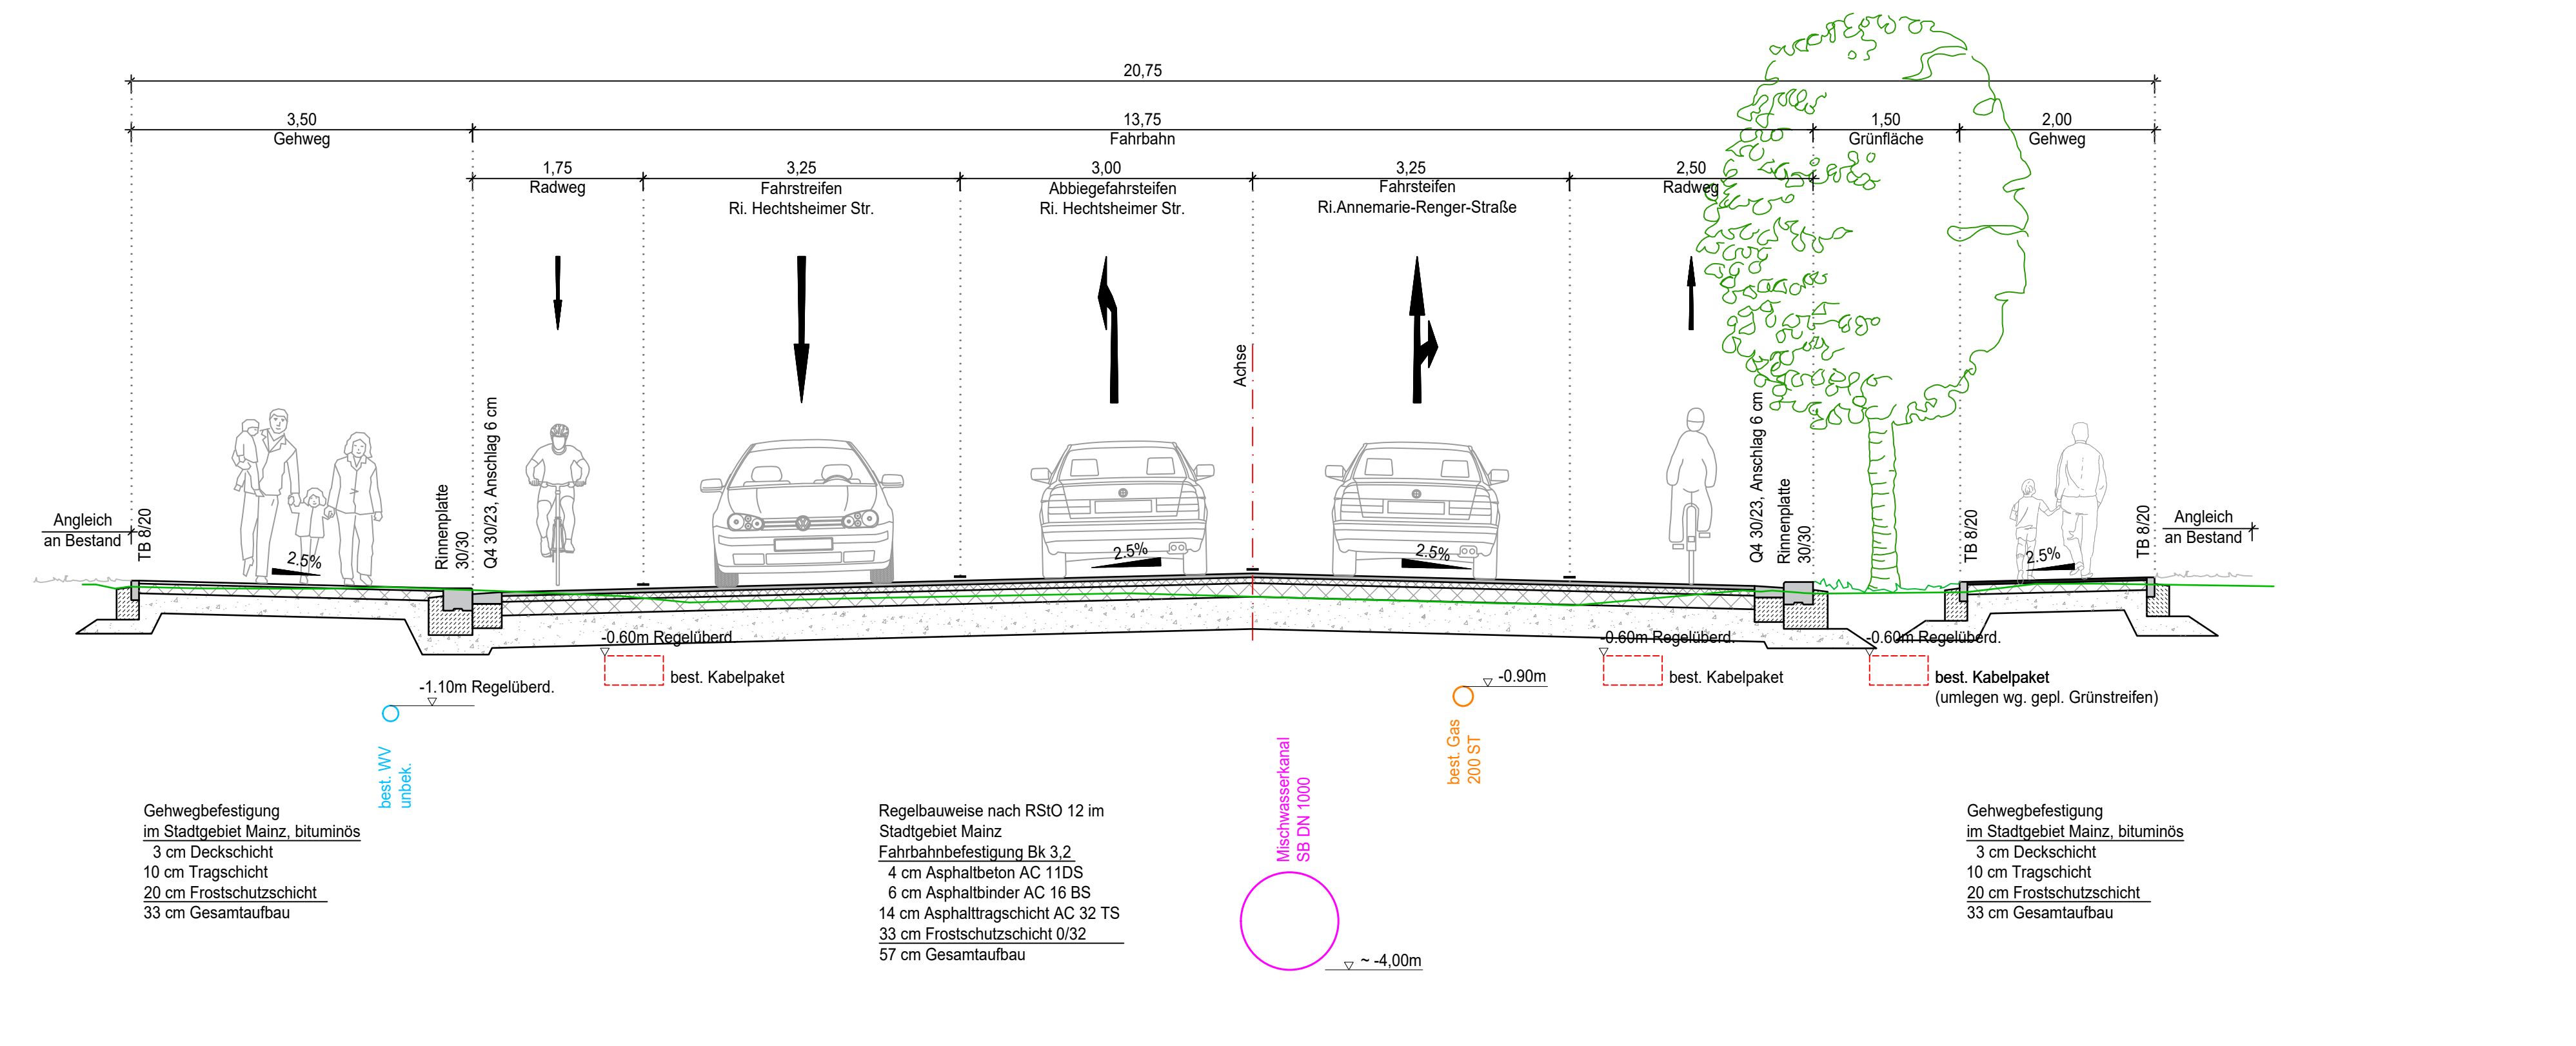 20,75
3,50
Gehweg
13,75
Fahrbahn
1,50
Grünfläche
2,00
Gehweg
1,75
Radweg
3,25
Fahrstreifen
Ri. Hechtsheimer Str.
3,00
Abbiegefahrsteifen
Ri. Hechtsheimer Str.
3,25
Fahrsteifen
Ri.Annemarie-Renger-Straße
2,50
Radweg
Achse
Angleich
an Bestand
TB 8/20
2.5%
Rinnenplatte
30/30
Q4 30/23, Anschlag 6 cm
2.5%
2.5%
Q4 30/23, Anschlag 6 cm
Rinnenplatte
30/30
TB 8/20
2.5%
TB 8/20
Angleich
an Bestand
-0.60m Regelüberd.
best. Kabelpaket
-1.10m Regelüberd.
best. WV
unbek.
-0.90m
best. Gas
200 ST
-0.60m Regelüberd.
best. Kabelpaket
-0.60m Regelüberd.
best. Kabelpaket
(umlegen wg. gepl. Grünstreifen)
Mischwasserkanal
SB DN 1000
~ -4,00m
Gehwegbefestigung
im Stadtgebiet Mainz, bituminös
3 cm Deckschicht
10 cm Tragschicht
20 cm Frostschutzschicht
33 cm Gesamtaufbau
Regelbauweise nach RStO 12 im
Stadtgebiet Mainz
Fahrbahnbefestigung Bk 3,2
4 cm Asphaltbeton AC 11DS
6 cm Asphaltbinder AC 16 BS
14 cm Asphalttragschicht AC 32 TS
33 cm Frostschutzschicht 0/32
57 cm Gesamtaufbau
Gehwegbefestigung
im Stadtgebiet Mainz, bituminös
3 cm Deckschicht
10 cm Tragschicht
20 cm Frostschutzschicht
33 cm Gesamtaufbau